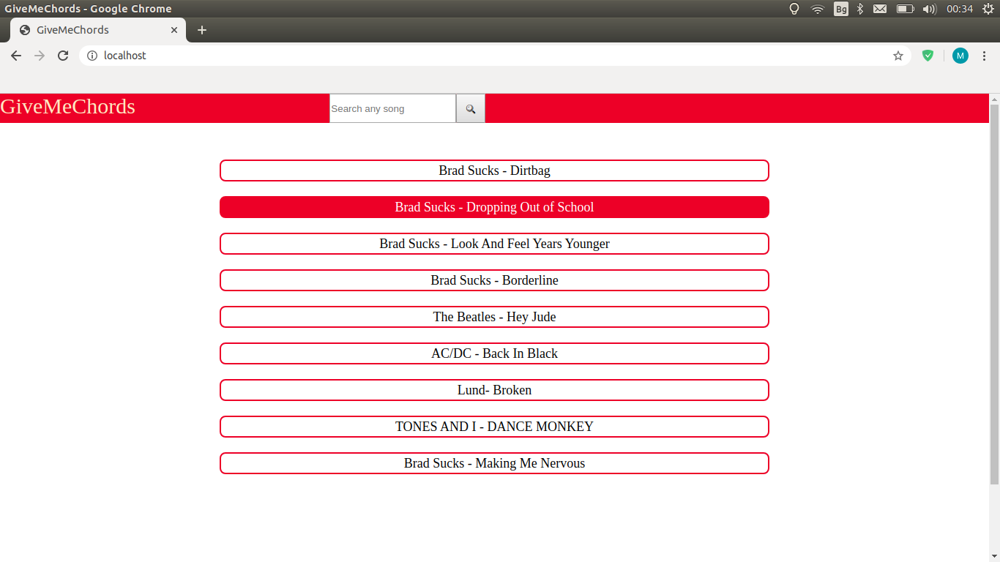 GiveMeChords - Google Chrome
Bg
00:34
GiveMeChords
localhost
M
GiveMeChords
Search any song
Brad Sucks - Dirtbag
Brad Sucks - Dropping Out of School
Brad Sucks - Look And Feel Years Younger
Brad Sucks - Borderline
The Beatles - Hey Jude
AC/DC - Back In Black
Lund- Broken
TONES AND I - DANCE MONKEY
Brad Sucks - Making Me Nervous